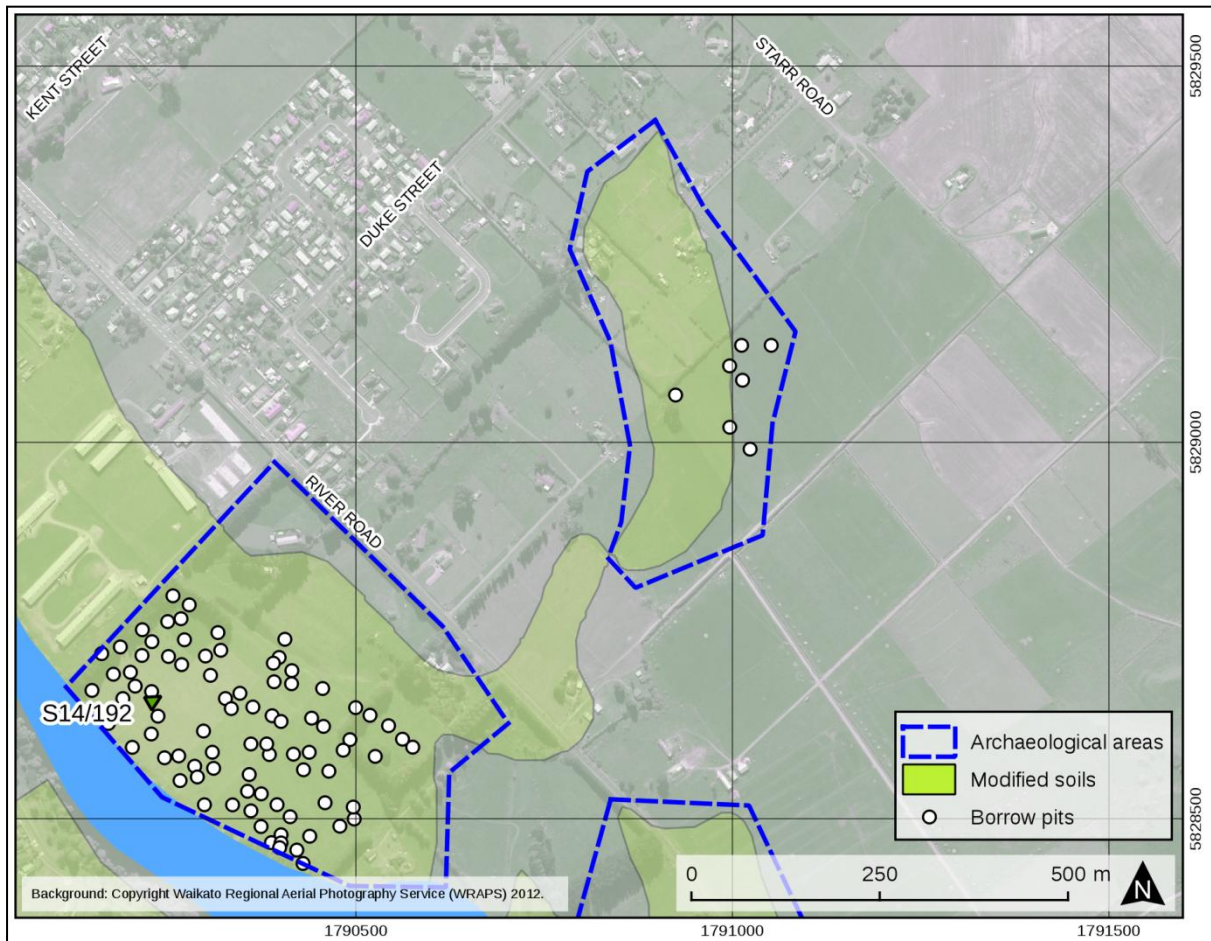 KENT STREET
STARR ROAD
DUKE STREET
5829500
5829000
RIVER ROAD
S14/192
Archaeological areas
Modified soils
Borrow pits
5828500
0 250 500 m
N
Background: Copyright Waikato Regional Aerial Photography Service (WRAPS) 2012.
1790500 1791000 1791500